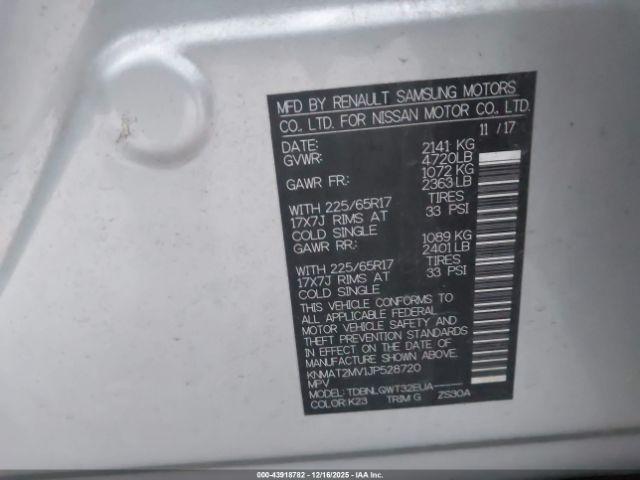 MFD BY RENAULT SAMSUNG MOTORS
CO., LTD. FOR NISSAN MOTOR CO., LTD.
DATE: 11 / 17
GVWR: 2141 KG
4720LB
GAWR FR: 1072 KG
2363LB
WITH 225/65R17 TIRES
17X7J RIMS AT 33 PSI
COLD SINGLE
GAWR RR: 1089 KG
2401LB
WITH 225/65R17 TIRES
17X7J RIMS AT 33 PSI
COLD SINGLE
THIS VEHICLE CONFORMS TO
ALL APPLICABLE FEDERAL
MOTOR VEHICLE SAFETY AND
THEFT PREVENTION STANDARDS
IN EFFECT ON THE DATE OF
MANUFACTURE SHOWN ABOVE.
KNMAT2MV1JP528720
MPV
MODEL: TDBNLGWT32EUA-----
COLOR:K23 TRIM G ZS30A
000-43918782 - 12/16/2025 - IAA Inc.